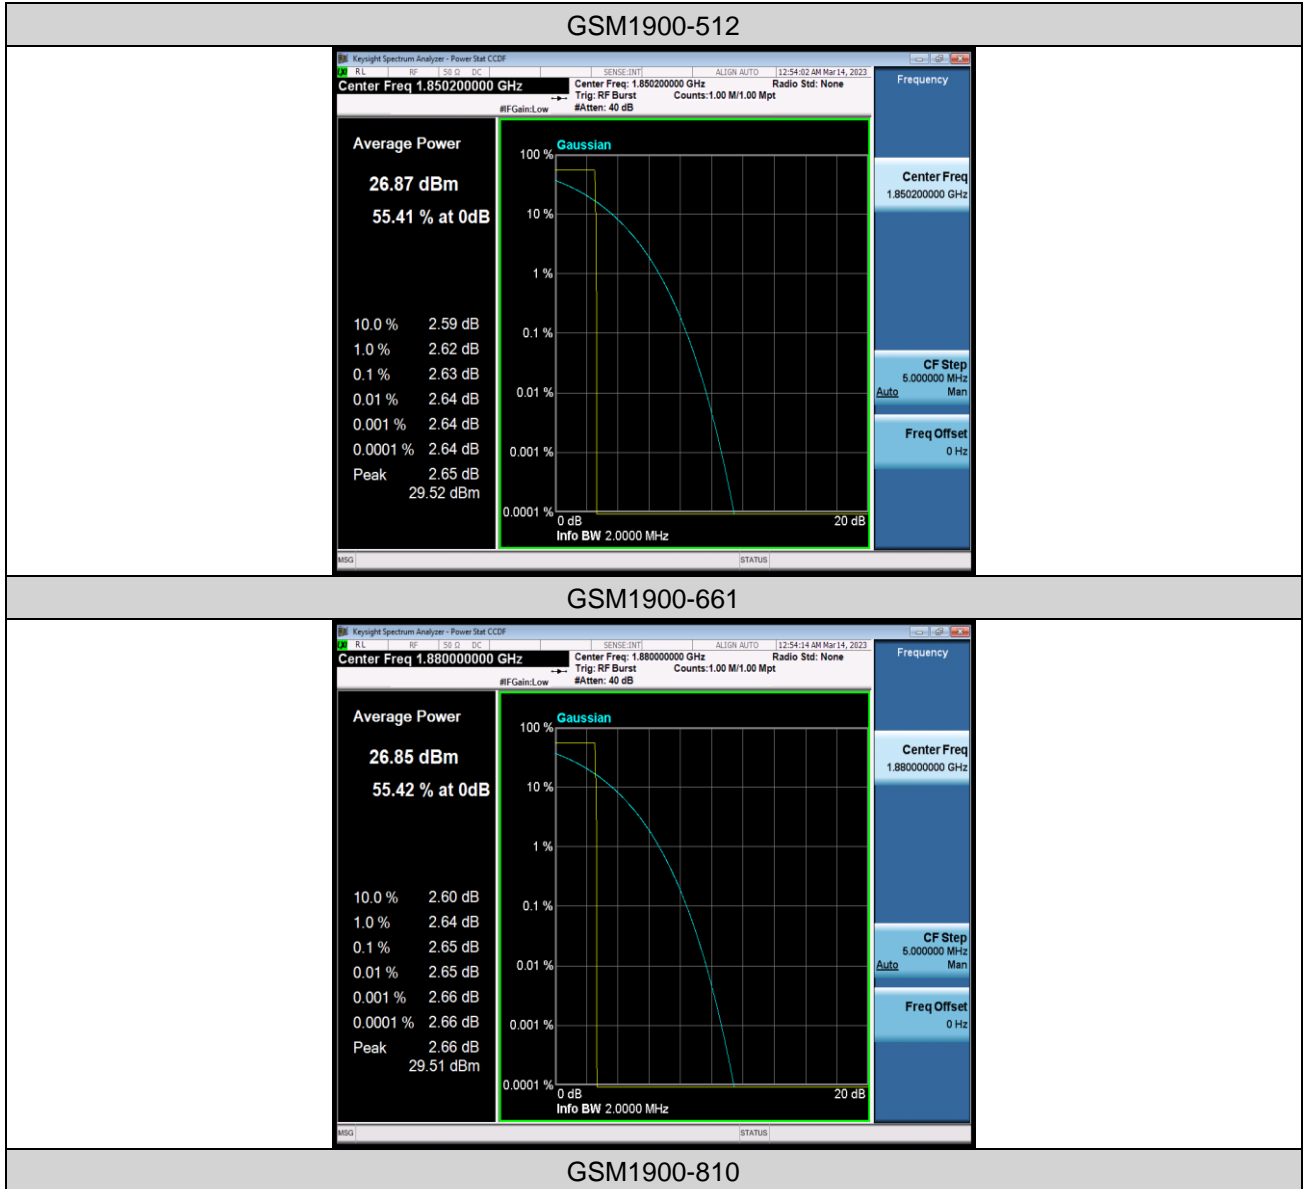 GSM1900-512
Keysight Spectrum Analyzer - Power Stat CCDF
RL RF 50 Ω DC SENSE:INT ALIGN AUTO 12:54:02 AM Mar 14, 2023
Center Freq 1.850200000 GHz
Center Freq: 1.850200000 GHz Radio Std: None
Trig: RF Burst Counts:1.00 M/1.00 Mpt
#IFGain:Low #Atten: 40 dB
Frequency
Average Power
26.87 dBm
55.41 % at 0dB
10.0 % 2.59 dB
1.0 % 2.62 dB
0.1 % 2.63 dB
0.01 % 2.64 dB
0.001 % 2.64 dB
0.0001 % 2.64 dB
Peak 2.65 dB
29.52 dBm
Gaussian
100 %
10 %
1 %
0.1 %
0.01 %
0.001 %
0.0001 %
0 dB 20 dB
Info BW 2.0000 MHz
Center Freq
1.850200000 GHz
CF Step
5.000000 MHz
Auto Man
Freq Offset
0 Hz
MSG STATUS
GSM1900-661
Keysight Spectrum Analyzer - Power Stat CCDF
RL RF 50 Ω DC SENSE:INT ALIGN AUTO 12:54:14 AM Mar 14, 2023
Center Freq 1.880000000 GHz
Center Freq: 1.880000000 GHz Radio Std: None
Trig: RF Burst Counts:1.00 M/1.00 Mpt
#IFGain:Low #Atten: 40 dB
Frequency
Average Power
26.85 dBm
55.42 % at 0dB
10.0 % 2.60 dB
1.0 % 2.64 dB
0.1 % 2.65 dB
0.01 % 2.65 dB
0.001 % 2.66 dB
0.0001 % 2.66 dB
Peak 2.66 dB
29.51 dBm
Gaussian
100 %
10 %
1 %
0.1 %
0.01 %
0.001 %
0.0001 %
0 dB 20 dB
Info BW 2.0000 MHz
Center Freq
1.880000000 GHz
CF Step
5.000000 MHz
Auto Man
Freq Offset
0 Hz
MSG STATUS
GSM1900-810